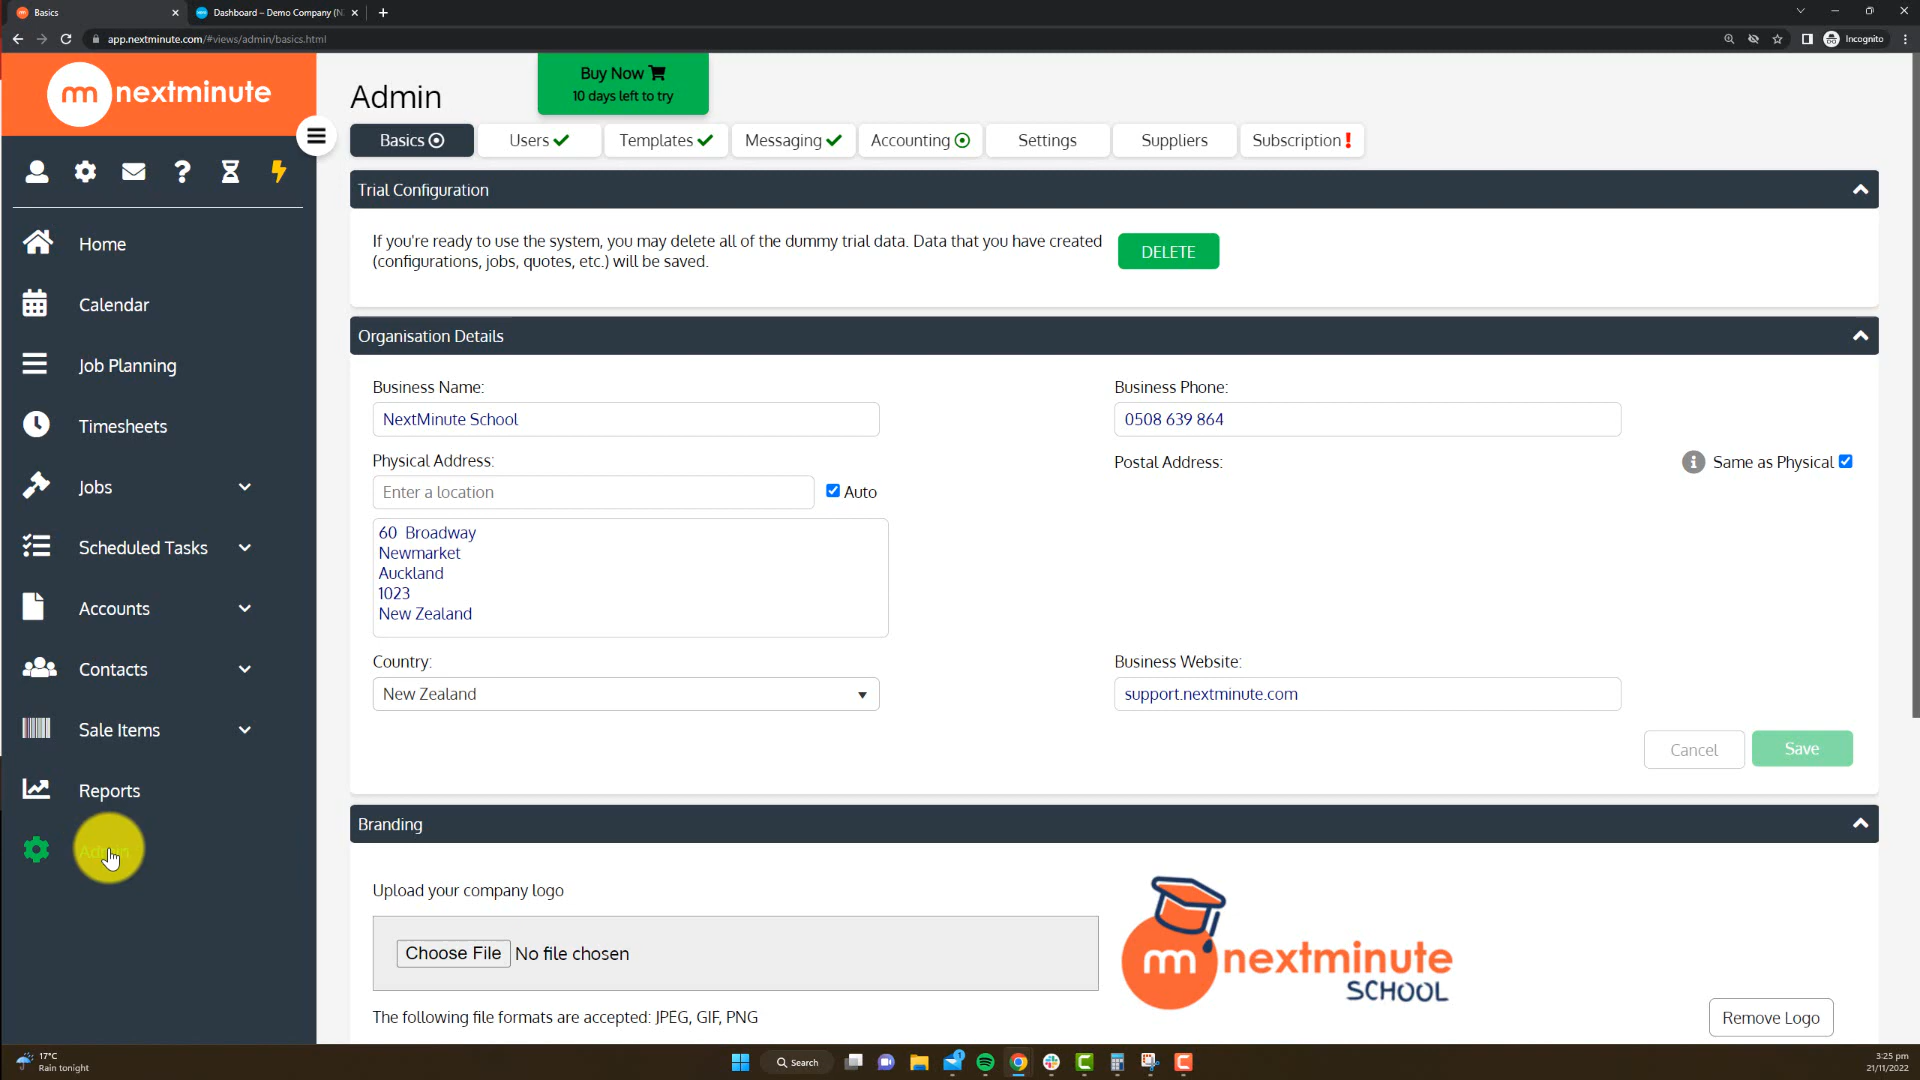 Basics
Dashboard – Demo Company (N
app.nextminute.com/#views/admin/basics.html
Incognito
nextminute
Buy Now
10 days left to try
Admin
Basics
Users
Templates
Messaging
Accounting
Settings
Suppliers
Subscription
Home
Calendar
Job Planning
Timesheets
Jobs
Scheduled Tasks
Accounts
Contacts
Sale Items
Reports
Admin
Trial Configuration
If you're ready to use the system, you may delete all of the dummy trial data. Data that you have created
(configurations, jobs, quotes, etc.) will be saved.
DELETE
Organisation Details
Business Name:
NextMinute School
Business Phone:
0508 639 864
Physical Address:
Enter a location
Auto
Postal Address:
Same as Physical
60 Broadway
Newmarket
Auckland
1023
New Zealand
Country:
New Zealand
Business Website:
support.nextminute.com
Cancel
Save
Branding
Upload your company logo
Choose File No file chosen
The following file formats are accepted: JPEG, GIF, PNG
nextminute
SCHOOL
Remove Logo
17°C
Rain tonight
Search
1
3:25 pm
21/11/2022